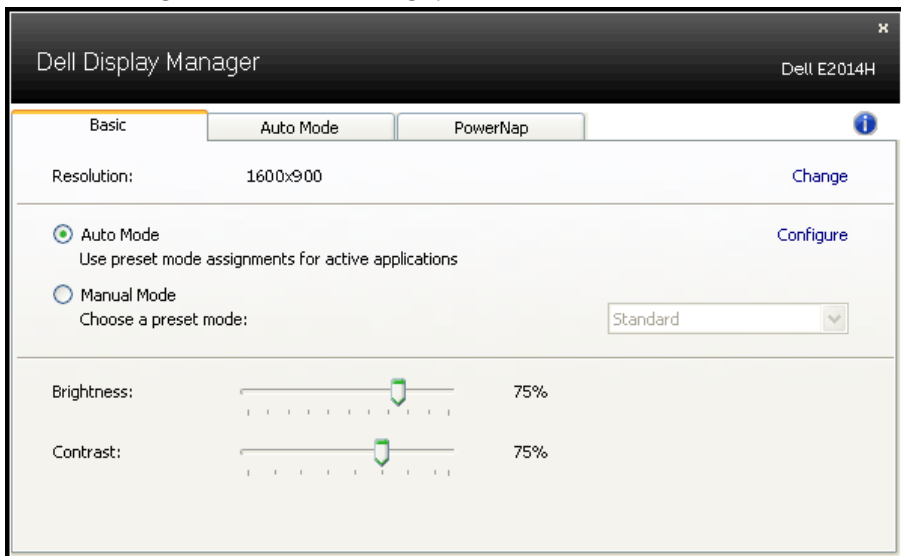 Dell Display Manager
Dell E2014H
Basic Auto Mode PowerNap
Resolution: 1600x900 Change
Auto Mode Configure
Use preset mode assignments for active applications
Manual Mode
Choose a preset mode: Standard
Brightness: 75%
Contrast: 75%